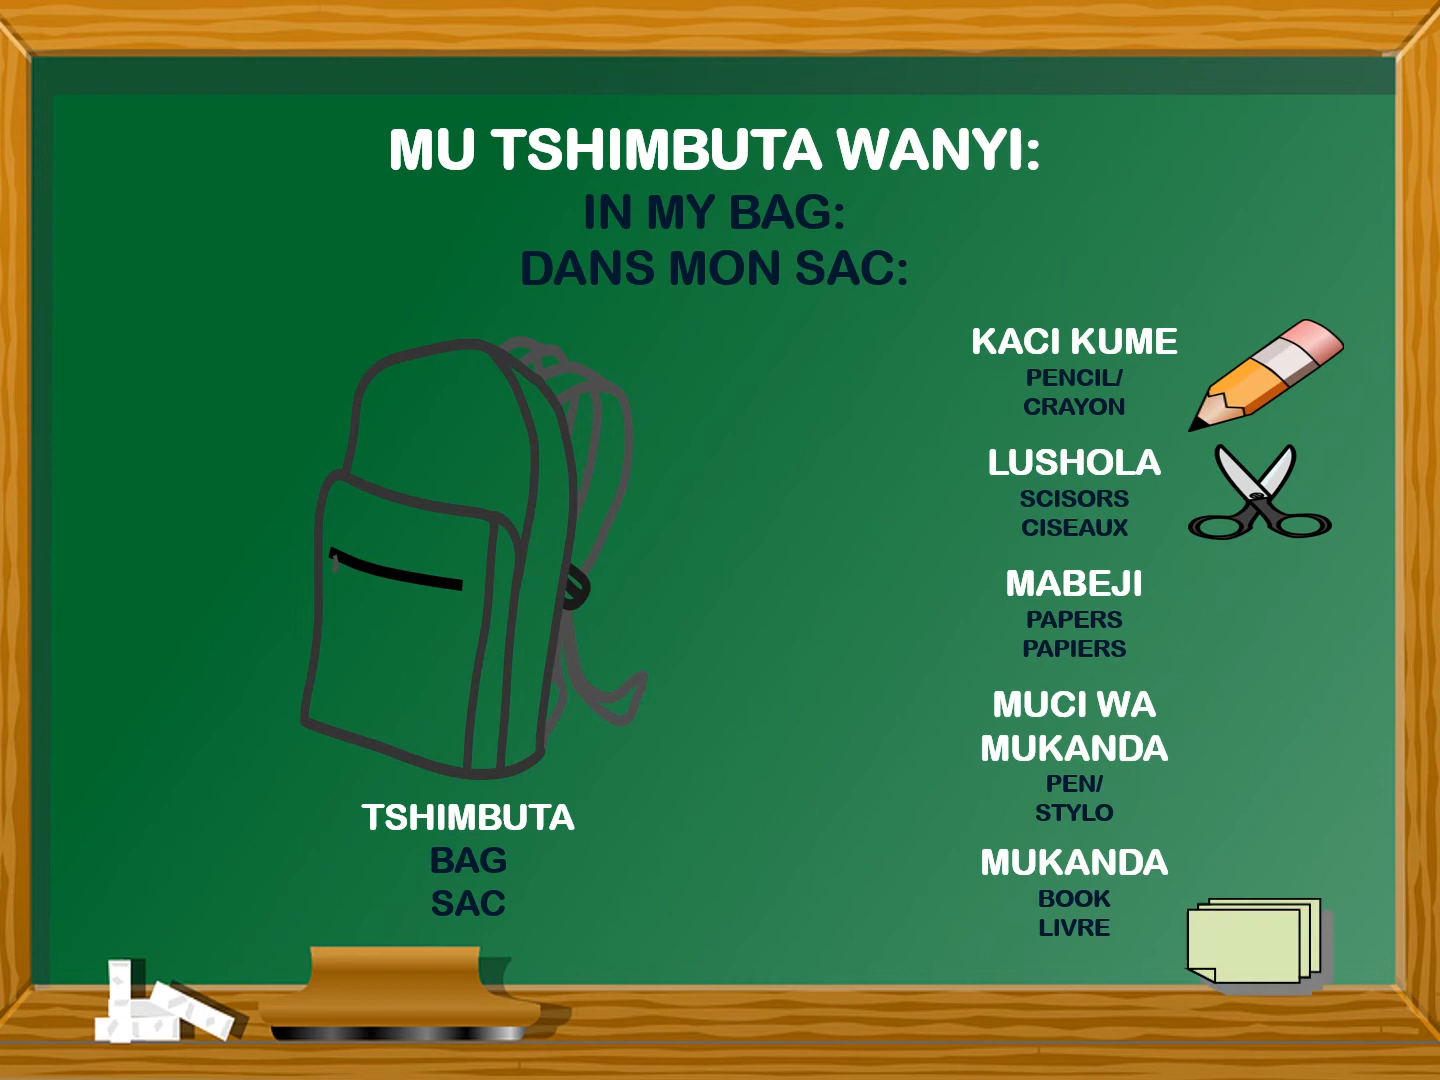 MU TSHIMBUTA WANYI:
IN MY BAG:
DANS MON SAC:
KACI KUME
PENCIL/
CRAYON
LUSHOLA
SCISORS
CISEAUX
MABEJI
PAPERS
PAPIERS
MUCI WA
MUKANDA
PEN/
STYLO
MUKANDA
BOOK
LIVRE
TSHIMBUTA
BAG
SAC